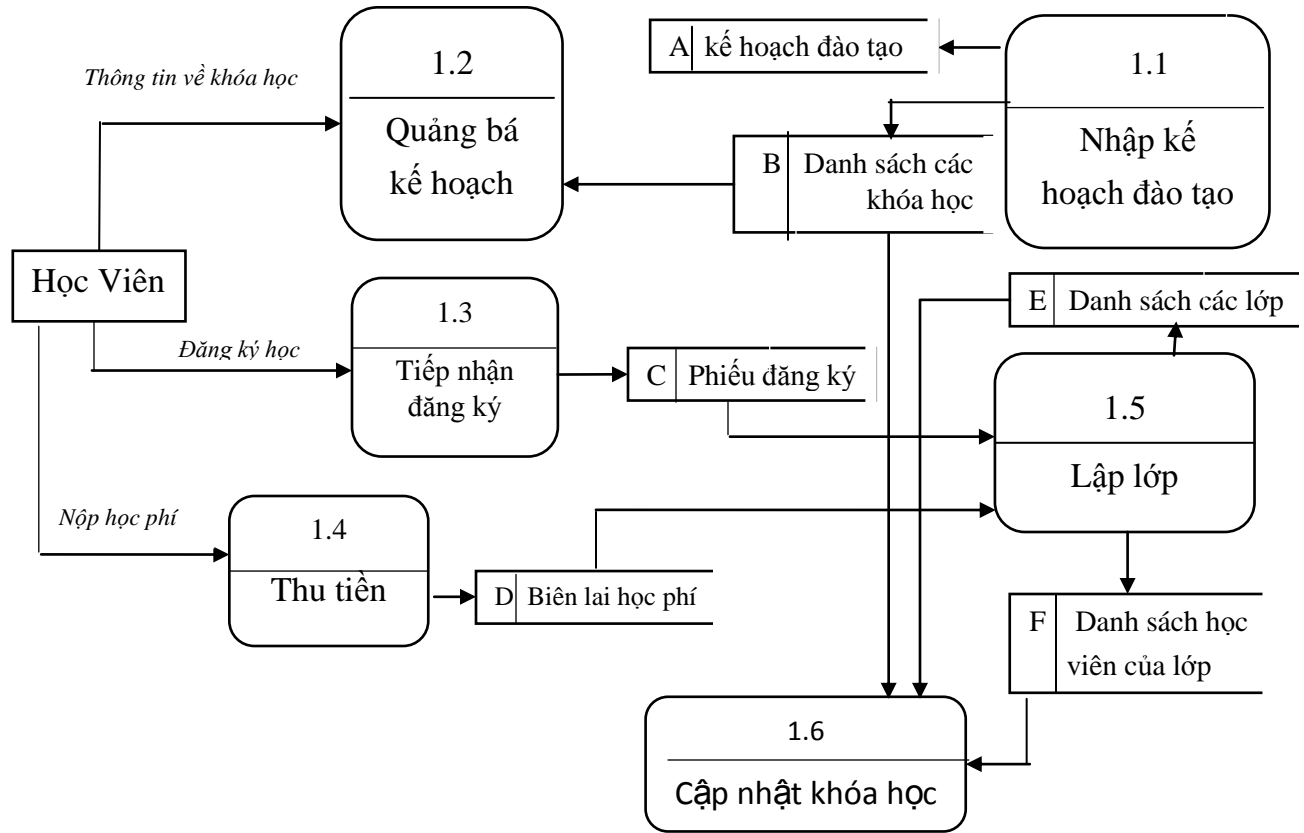 A kế hoạch đào tạo
1.1
Nhập kế
hoạch đào tạo
1.2
Quảng bá
kế hoạch
Thông tin về khóa học
B Danh sách các
khóa học
Học Viên
E Danh sách các lớp
1.3
Tiếp nhận
đăng ký
Đăng ký học
C Phiếu đăng ký
1.5
Lập lớp
Nộp học phí
1.4
Thu tiền
D Biên lai học phí
F Danh sách học
viên của lớp
1.6
Cập nhật khóa học